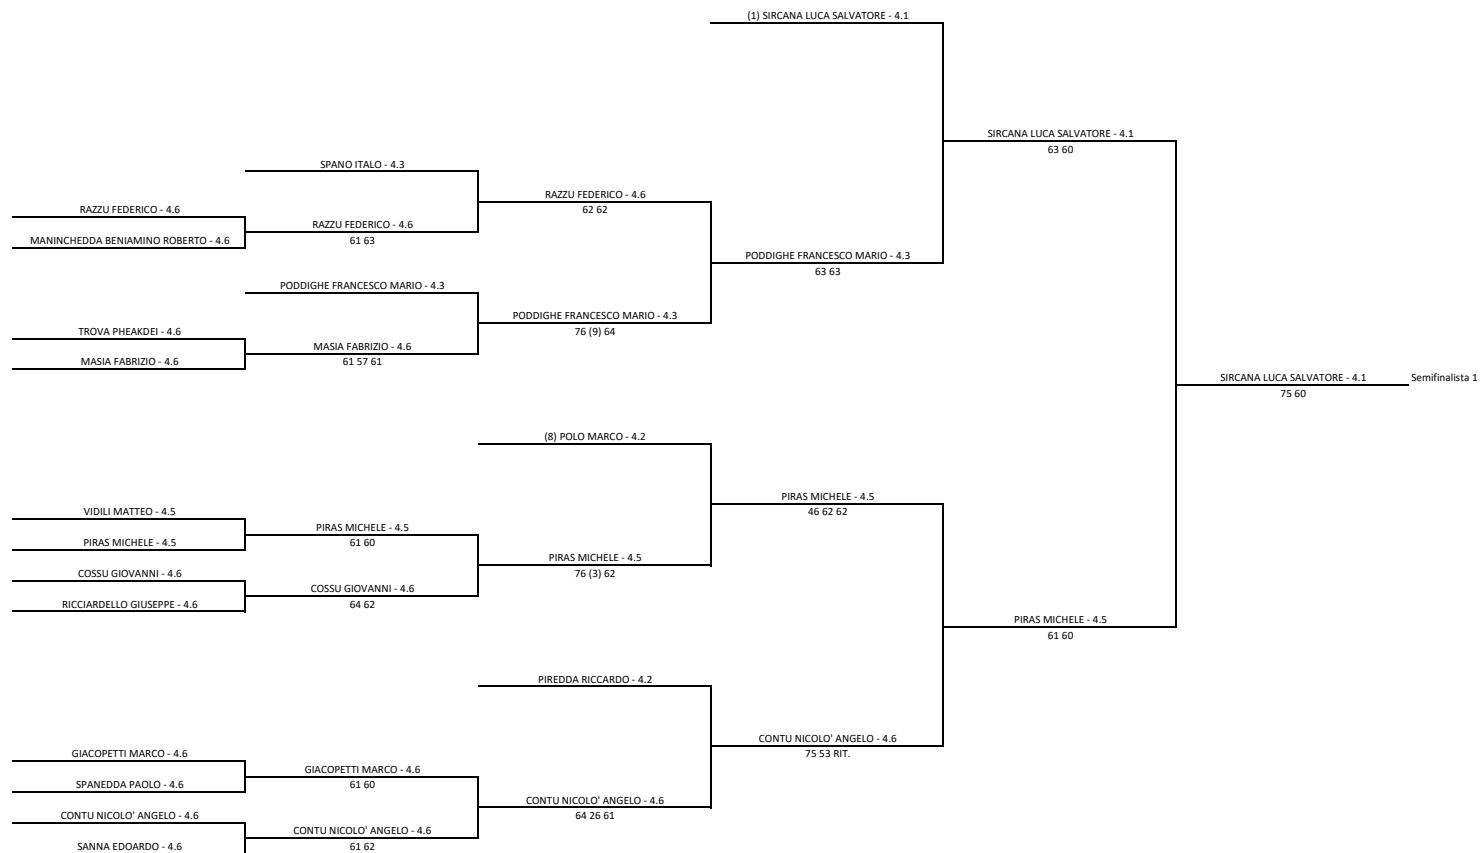 (1) SIRCANA LUCA SALVATORE - 4.1
SIRCANA LUCA SALVATORE - 4.1
63 60
SPANO ITALO - 4.3
RAZZU FEDERICO - 4.6
62 62
RAZZU FEDERICO - 4.6
RAZZU FEDERICO - 4.6
61 63
MANINCHEDDA BENIAMINO ROBERTO - 4.6
PODDIGHE FRANCESCO MARIO - 4.3
63 63
PODDIGHE FRANCESCO MARIO - 4.3
PODDIGHE FRANCESCO MARIO - 4.3
76 (9) 64
TROVA PHEAKDEI - 4.6
MASIA FABRIZIO - 4.6
61 57 61
MASIA FABRIZIO - 4.6
SIRCANA LUCA SALVATORE - 4.1
Semifinalista 1
75 60
(8) POLO MARCO - 4.2
PIRAS MICHELE - 4.5
46 62 62
VIDILI MATTEO - 4.5
PIRAS MICHELE - 4.5
61 60
PIRAS MICHELE - 4.5
PIRAS MICHELE - 4.5
76 (3) 62
COSSU GIOVANNI - 4.6
COSSU GIOVANNI - 4.6
64 62
RICCIARDELLO GIUSEPPE - 4.6
PIRAS MICHELE - 4.5
61 60
PIREDDA RICCARDO - 4.2
CONTU NICOLO' ANGELO - 4.6
75 53 RIT.
GIACOPETTI MARCO - 4.6
GIACOPETTI MARCO - 4.6
61 60
SPANEDDA PAOLO - 4.6
CONTU NICOLO' ANGELO - 4.6
64 26 61
CONTU NICOLO' ANGELO - 4.6
CONTU NICOLO' ANGELO - 4.6
61 62
SANNA EDOARDO - 4.6